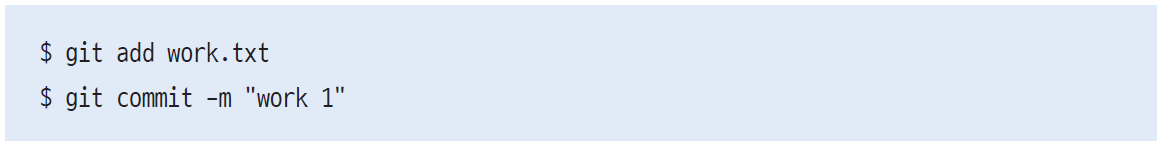 $ git add work.txt
$ git commit -m "work 1"